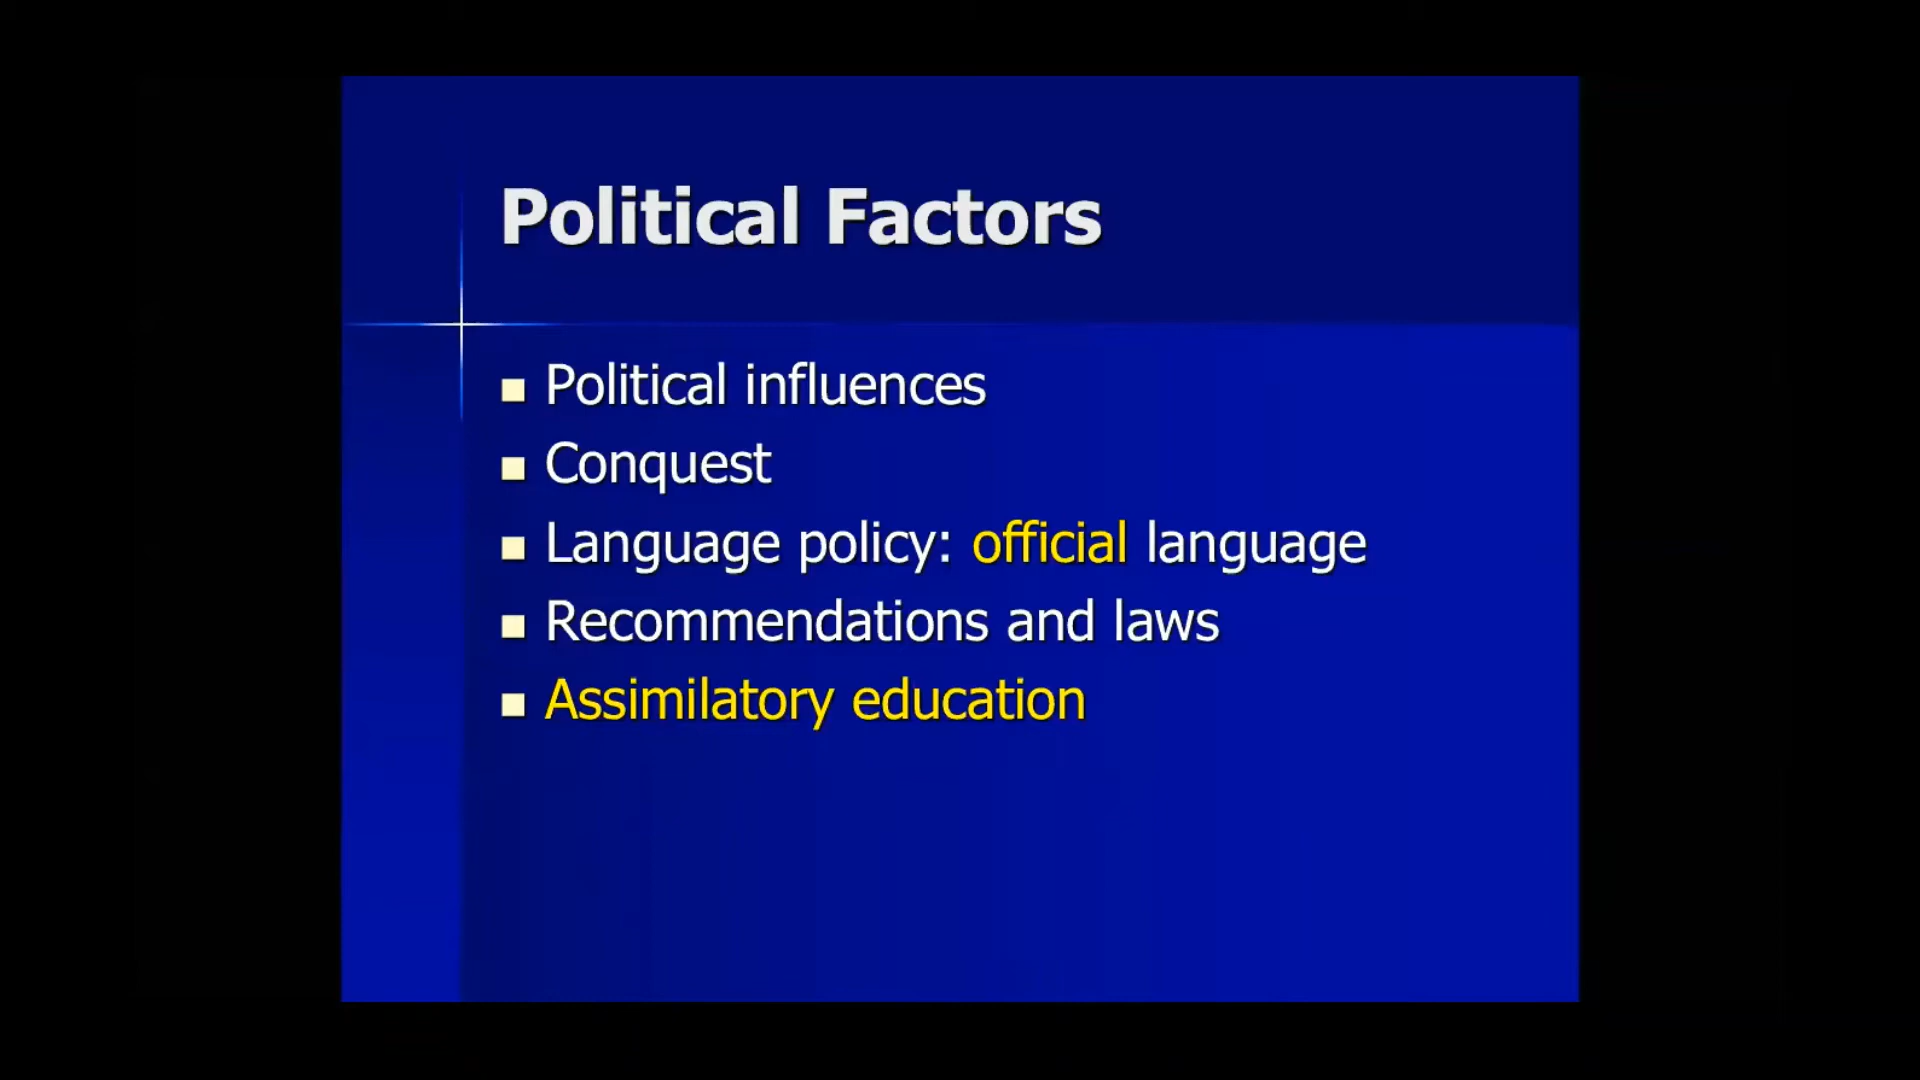 Political Factors
Political influences
Conquest
Language policy: official language
Recommendations and laws
Assimilatory education